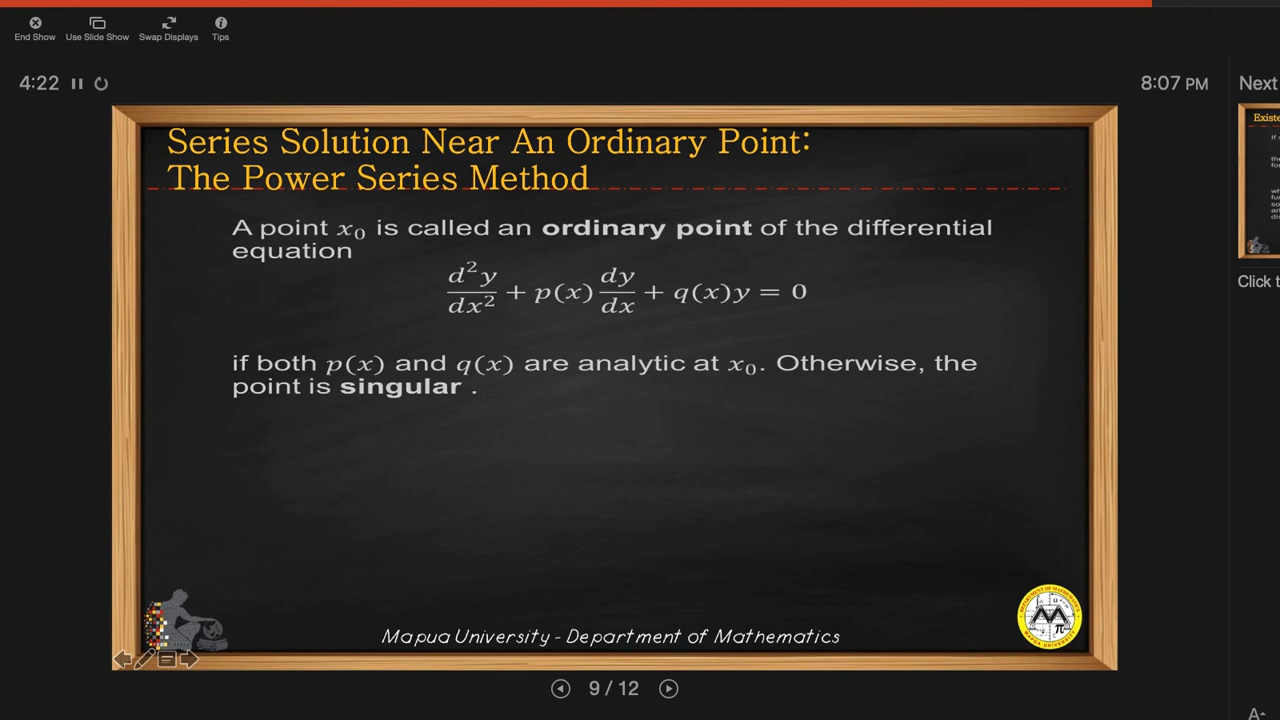 End Show
Use Slide Show
Swap Displays
Tips
4:22
8:07 PM
Next
Series Solution Near An Ordinary Point:
The Power Series Method
A point x₀ is called an ordinary point of the differential
equation
d²y/dx² + p(x) dy/dx + q(x)y = 0
if both p(x) and q(x) are analytic at x₀. Otherwise, the
point is singular .
Existe
Click t
Mapua University - Department of Mathematics
9 / 12
A